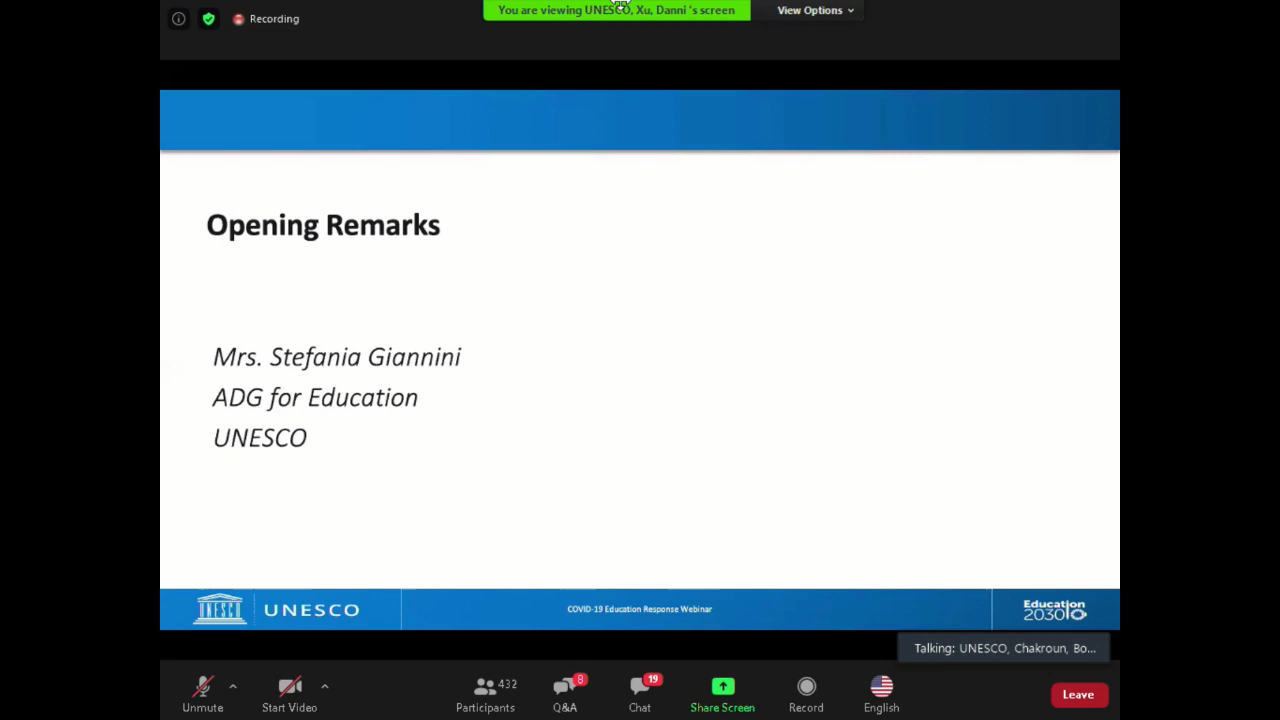 Recording
You are viewing UNESCO, Xu, Danni 's screen
View Options
Opening Remarks
Mrs. Stefania Giannini
ADG for Education
UNESCO
UNESCO
UNESCO
COVID-19 Education Response Webinar
Education
2030
Talking: UNESCO, Chakroun, Bo...
Unmute
Start Video
432
Participants
8
Q&A
19
Chat
Share Screen
Record
English
Leave